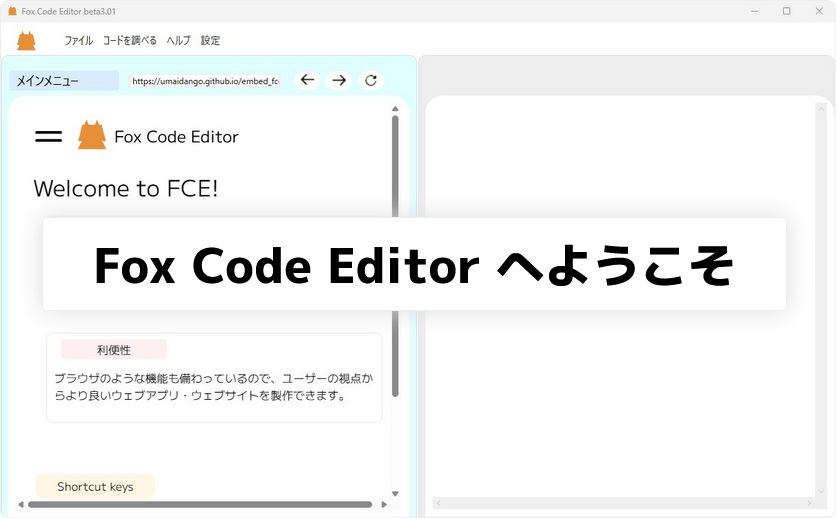 Fox Code Editor beta3.01
ファイル コードを調べる ヘルプ 設定
メインメニュー https://umaidango.github.io/embed_fc
Fox Code Editor
Welcome to FCE!
Fox Code Editor へようこそ
利便性
ブラウザのような機能も備わっているので、ユーザーの視点か
らより良いウェブアプリ・ウェブサイトを製作できます。
Shortcut keys